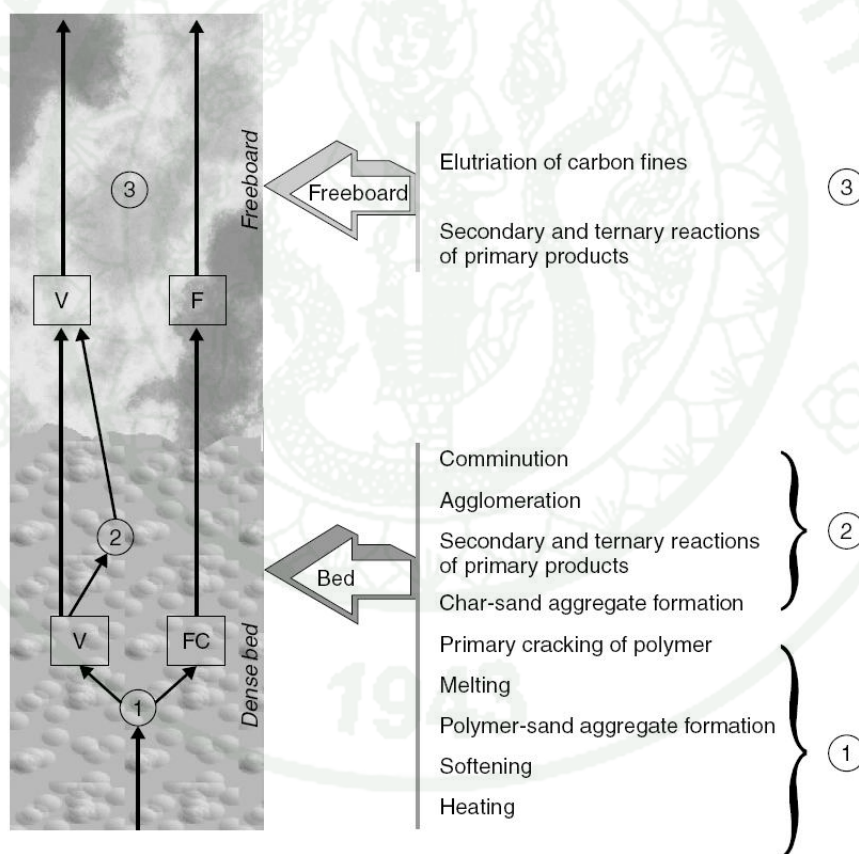 3
Freeboard
V
F
2
V
FC
Dense bed
1
Freeboard
Elutriation of carbon fines
Secondary and ternary reactions
of primary products
3
Bed
Comminution
Agglomeration
Secondary and ternary reactions
of primary products
Char-sand aggregate formation
2
Primary cracking of polymer
Melting
Polymer-sand aggregate formation
Softening
Heating
1
1943